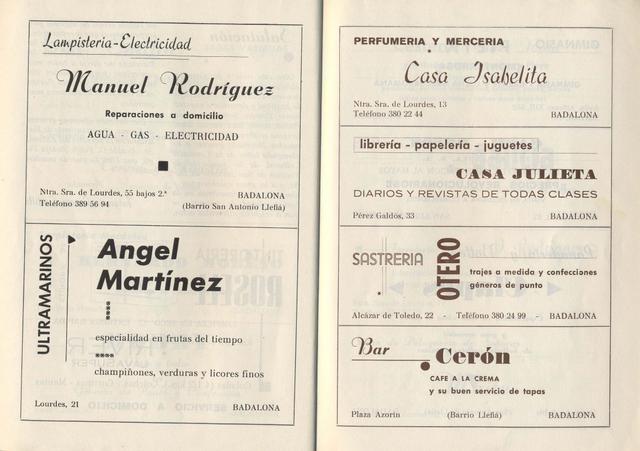 Lampistería-Electricidad
Manuel Rodríguez
Reparaciones a domicilio
AGUA - GAS - ELECTRICIDAD
Ntra. Sra. de Lourdes, 55 bajos 2.ª
BADALONA
Teléfono 389 56 94
(Barrio San Antonio Llefiá)
ULTRAMARINOS
Angel
Martínez
especialidad en frutas del tiempo
champiñones, verduras y licores finos
Lourdes, 21
BADALONA
PERFUMERIA Y MERCERIA
Casa Isabelita
Ntra. Sra. de Lourdes, 13
Teléfono 380 22 44
BADALONA
librería - papelería - juguetes
CASA JULIETA
DIARIOS Y REVISTAS DE TODAS CLASES
Pérez Galdós, 33
BADALONA
SASTRERIA
OTERO
trajes a medida y confecciones
géneros de punto
Alcázar de Toledo, 22 - Teléfono 380 24 99 - BADALONA
Bar
Cerón
CAFE A LA CREMA
y su buen servicio de tapas
Plaza Azorín (Barrio Llefiá) BADALONA